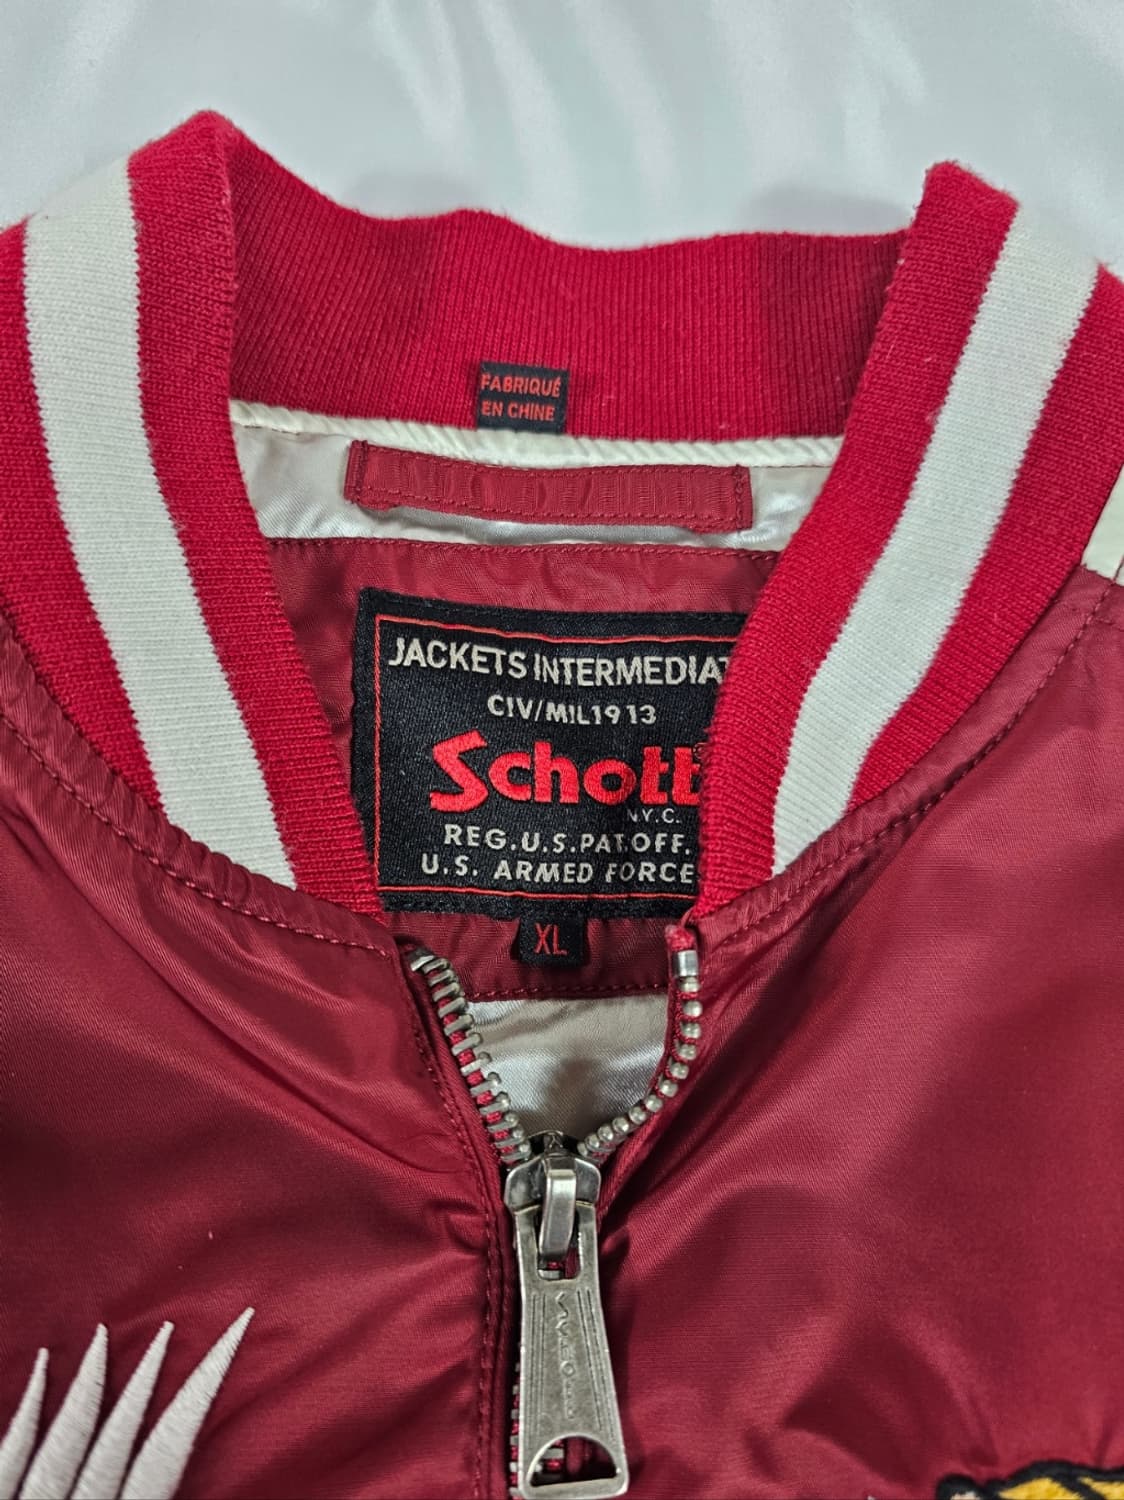 FABRIQUÉ
EN CHINE
JACKETS INTERMEDIAT
CIV/MIL1913
Schott
N.Y.C.
REG.U.S.PAT.OFF.
U.S. ARMED FORCE
XL